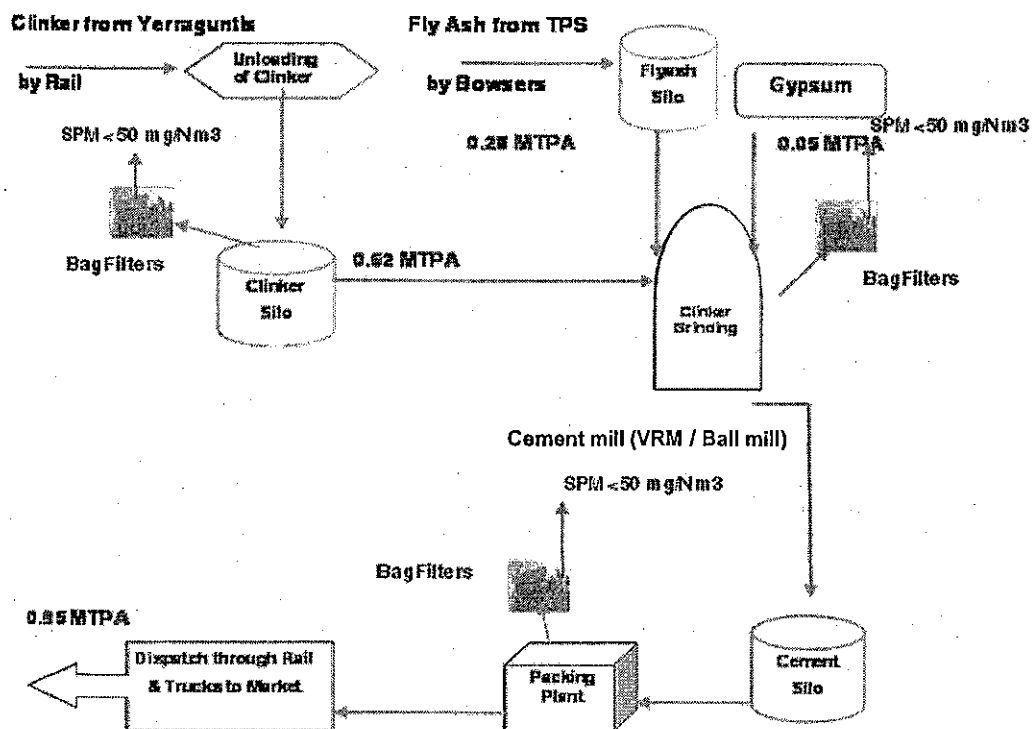 Clinker from Yerraguntla
by Rail
Unloading
of Clinker
Fly Ash from TPS
by Bowsers
Flyash
Silo
Gypsum
SPM <50 mg/Nm3
SPM <50 mg/Nm3
0.28 MTPA
0.05 MTPA
Bag Filters
Clinker
Silo
0.62 MTPA
Clinker
Grinding
Bag Filters
Cement mill (VRM / Ball mill)
SPM <50 mg/Nm3
Bag Filters
0.95 MTPA
Dispatch through Rail
& Trucks to Market.
Packing
Plant
Cement
Silo